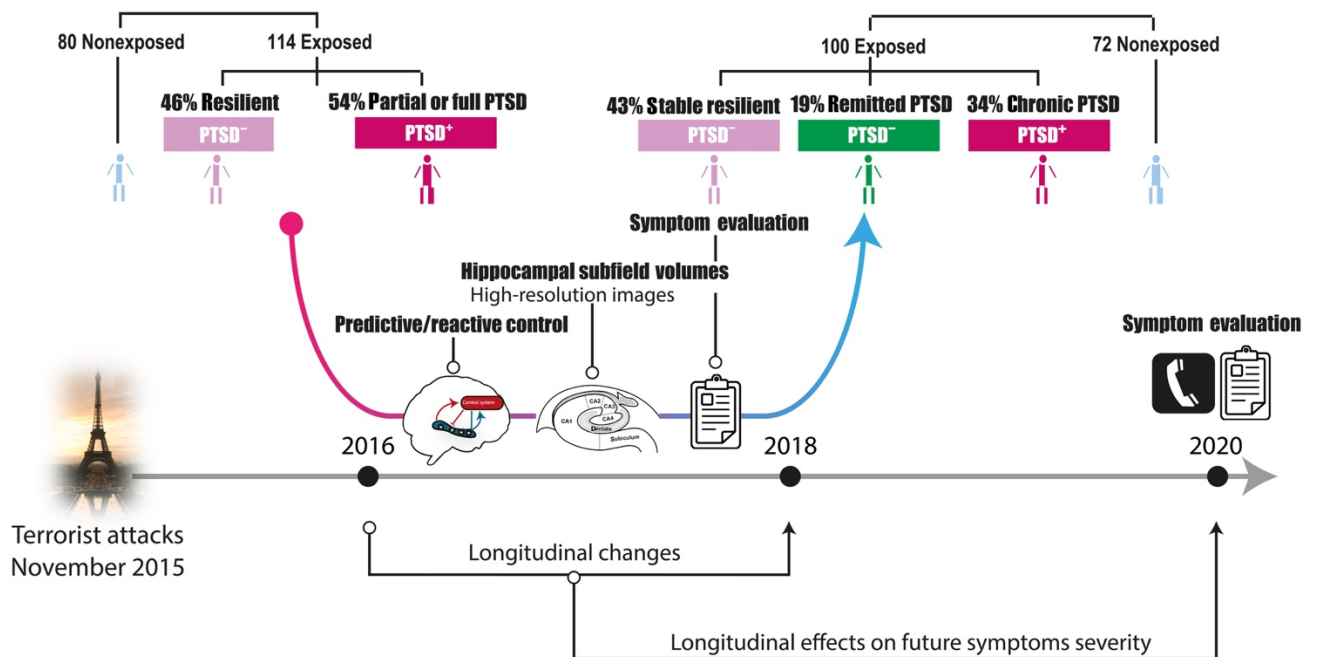 80 Nonexposed
114 Exposed
46% Resilient
PTSD⁻
54% Partial or full PTSD
PTSD⁺
100 Exposed
72 Nonexposed
43% Stable resilient
PTSD⁻
19% Remitted PTSD
PTSD⁻
34% Chronic PTSD
PTSD⁺
Symptom evaluation
Hippocampal subfield volumes
High-resolution images
Predictive/reactive control
Symptom evaluation
Control system
CA1
CA2
CA3
CA4
Dentate
Subiculum
2016
2018
2020
Terrorist attacks
November 2015
Longitudinal changes
Longitudinal effects on future symptoms severity